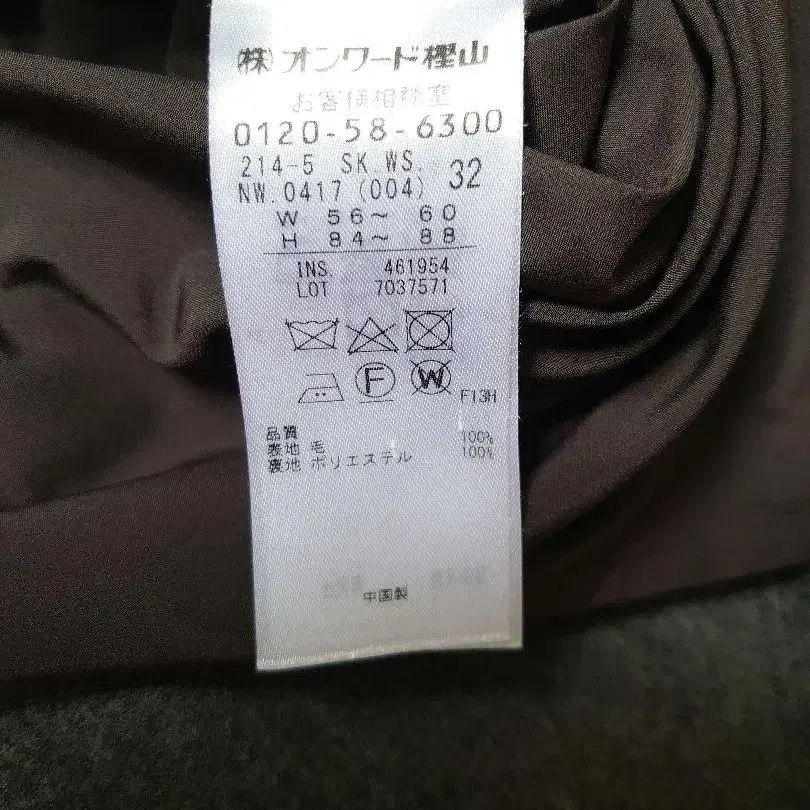 ㈱オンワード樫山
お客様相談室
0120-58-6300
214-5 SK.WS.
NW.0417 (004) 32
W 56～ 60
H 84～ 88
INS. 461954
LOT 7037571
F W
F13H
品質
表地 毛 100%
裏地 ポリエステル 100%
中国製